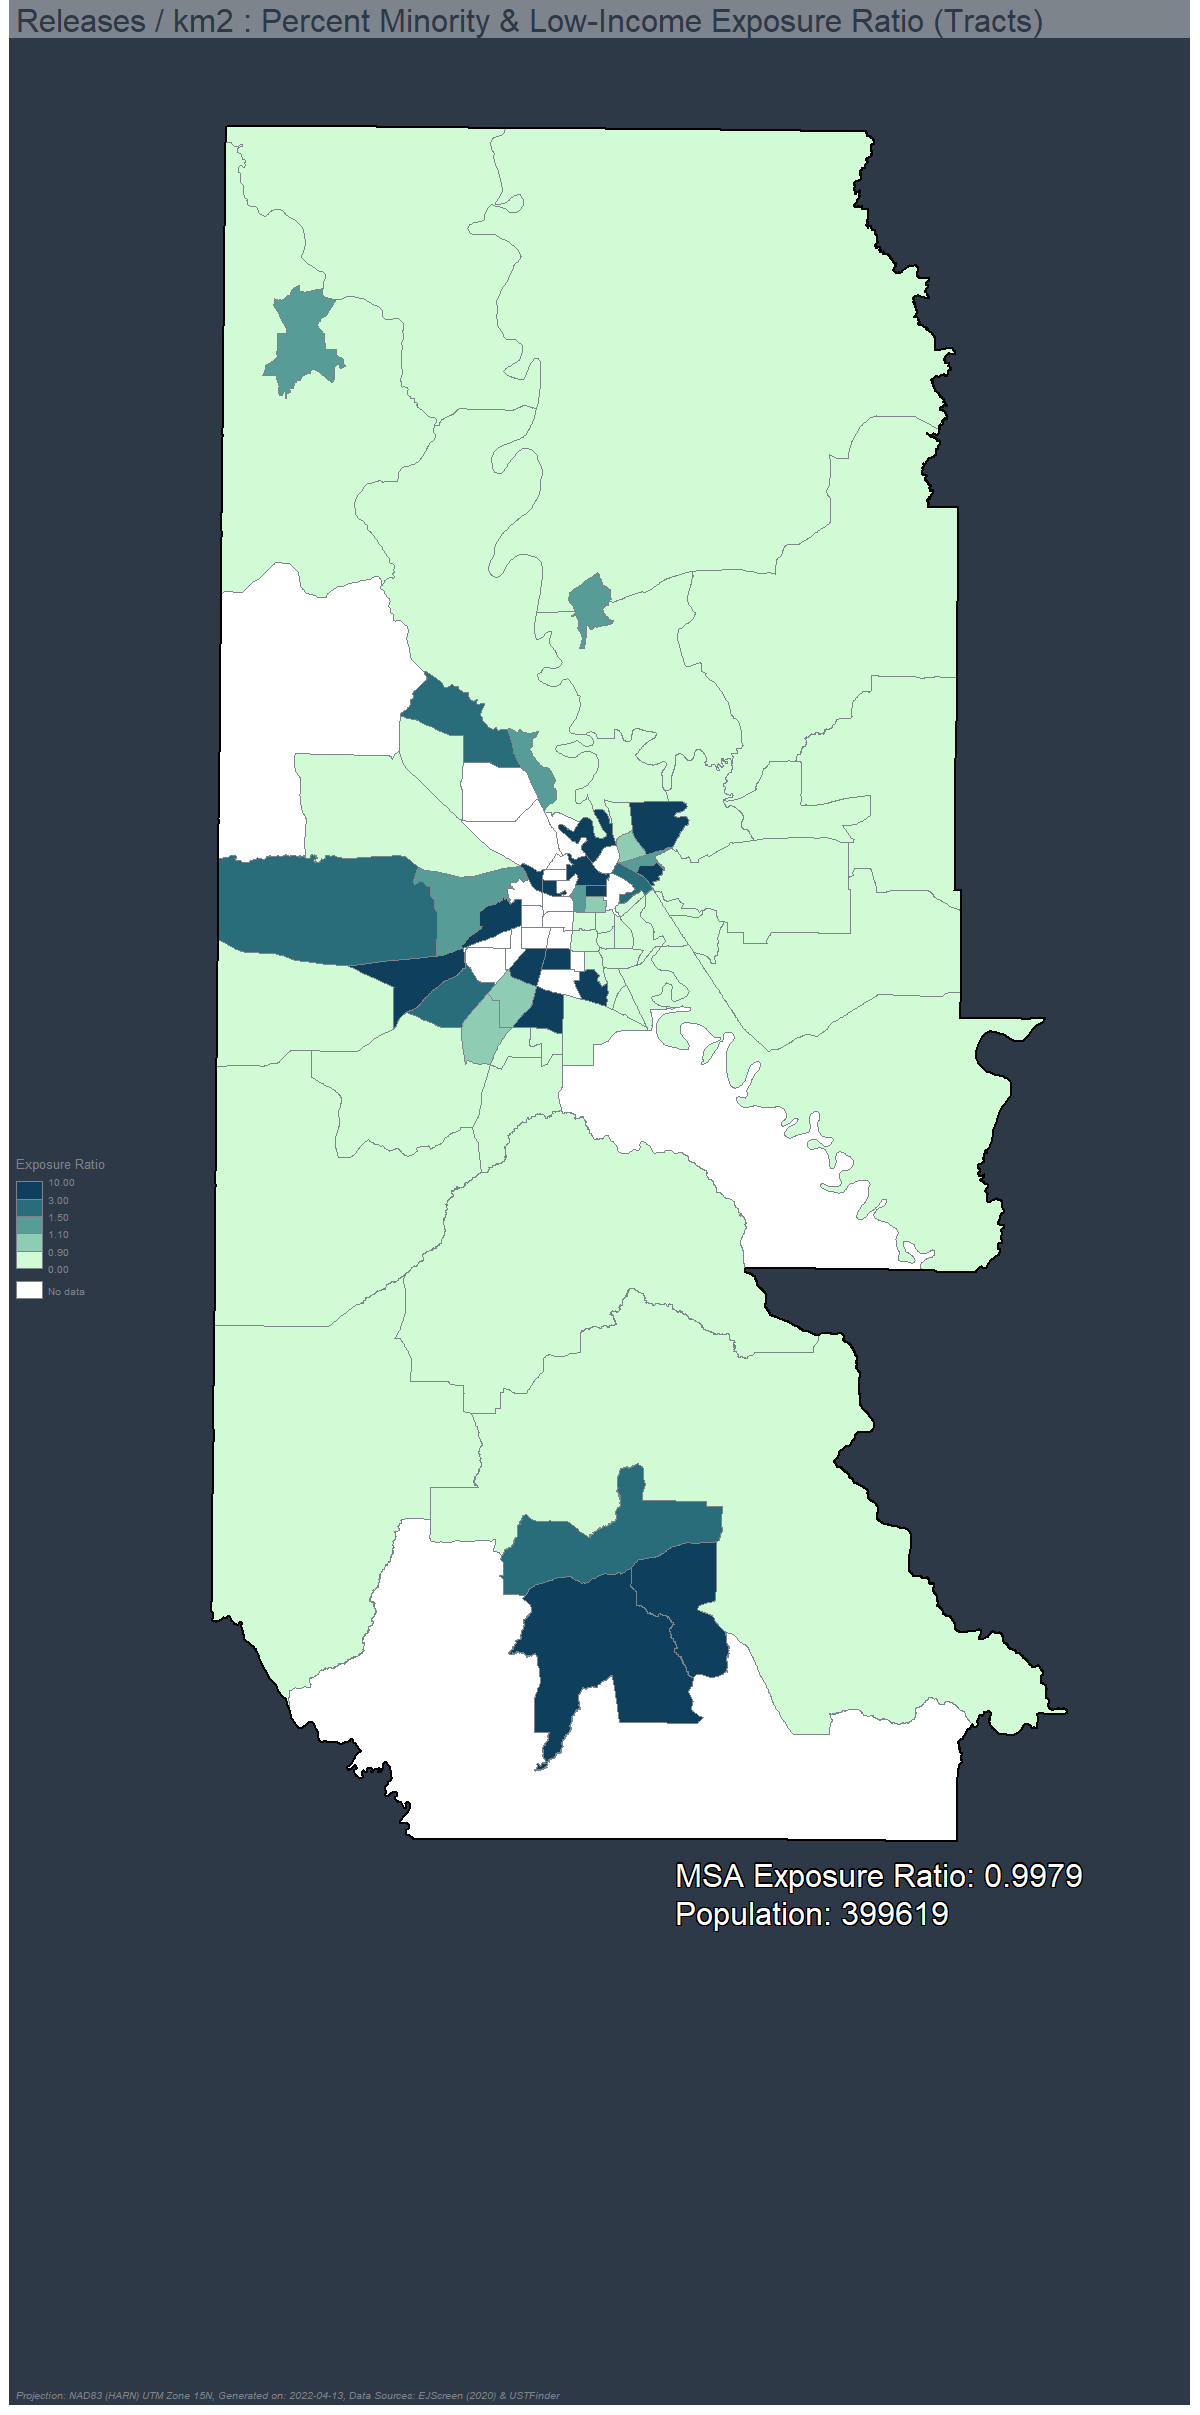 Releases / km2 : Percent Minority & Low-Income Exposure Ratio (Tracts)
Exposure Ratio
10.00
3.00
1.50
1.10
0.90
0.00
No data
MSA Exposure Ratio: 0.9979
Population: 399619
Projection: NAD83 (HARN) UTM Zone 15N, Generated on: 2022-04-13, Data Sources: EJScreen (2020) & USTFinder